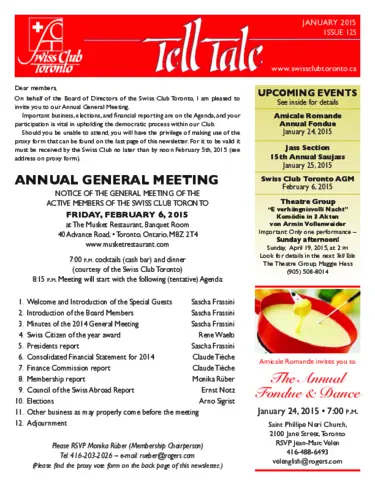 JANUARY 2015
ISSUE 125
Swiss Club
Toronto
Tell Tale
www.swissclubtoronto.ca
Dear members,
On behalf of the Board of Directors of the Swiss Club Toronto, I am pleased to
invite you to our Annual General Meeting.
Important business, elections, and financial reporting are on the Agenda, and your
participation is vital in upholding the democratic process within our Club.
Should you be unable to attend, you will have the privilege of making use of the
proxy form that can be found on the last page of this newsletter. For it to be valid it
must be received by the Swiss Club no later than by noon February 5th, 2015 (see
address on proxy form).
ANNUAL GENERAL MEETING
NOTICE OF THE GENERAL MEETING OF THE
ACTIVE MEMBERS OF THE SWISS CLUB TORONTO
FRIDAY, FEBRUARY 6, 2015
at The Musket Restaurant, Banquet Room
40 Advance Road. • Toronto, Ontario, M8Z 2T4
www.musketrestaurant.com
7:00 P.M. cocktails (cash bar) and dinner
(courtesy of the Swiss Club Toronto)
8:15 P.M. Meeting will start with the following (tentative) Agenda:
1. Welcome and Introduction of the Special Guests Sascha Frassini
2. Introduction of the Board Members Sascha Frassini
3. Minutes of the 2014 General Meeting Sascha Frassini
4. Swiss Citizen of the year award Rene Waelti
5. Presidents report Sascha Frassini
6. Consolidated Financial Statement for 2014 Claude Tièche
7. Finance Commission report Claude Tièche
8. Membership report Monika Rüber
9. Council of the Swiss Abroad Report Ernst Notz
10. Elections Arno Sigrist
11. Other business as may properly come before the meeting
12. Adjournment
Please RSVP Monika Rüber (Membership Chairperson)
Tel: 416-203-2026 – e-mail: rueber@rogers.com
(Please find the proxy vote form on the back page of this newsletter.)
UPCOMING EVENTS
See inside for details
Amicale Romande
Annual Fondue
January 24, 2015
Jass Section
15th Annual Saujass
January 25, 2015
Swiss Club Toronto AGM
February 6, 2015
Theatre Group
"E verhängnisvolli Nacht"
Komödie in 3 Akten
von Armin Vollenweider
Important: Only one performance –
Sunday afternoon!
Sunday, April 19, 2015, at 2 PM
Look for details in the next Tell Tale
The Theatre Group, Maggie Hess
(905) 508-8014
Amicale Romande invites you to
The Annual
Fondue & Dance
January 24, 2015 • 7:00 P.M.
Saint Phillips Neri Church,
2100 Jane Street, Toronto
RSVP Jean-Marc Velen
416-488-6493
velenglish@rogers.com